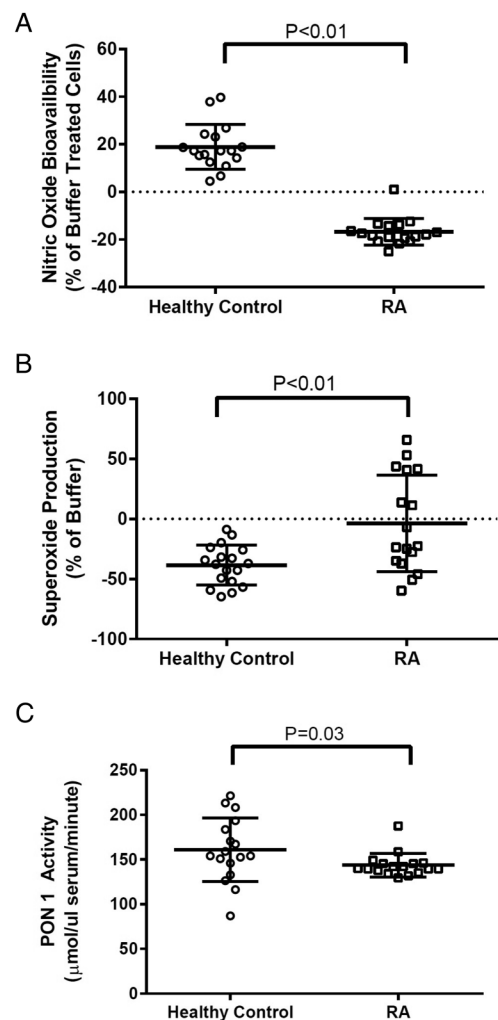 A
P<0.01
Nitric Oxide Bioavailbility
(% of Buffer Treated Cells)
60
40
20
0
-20
-40
Healthy Control
RA
B
P<0.01
Superoxide Production
(% of Buffer)
100
50
0
-50
-100
Healthy Control
RA
C
P=0.03
PON 1 Activity
(μmol/ul serum/minute)
250
200
150
100
50
0
Healthy Control
RA